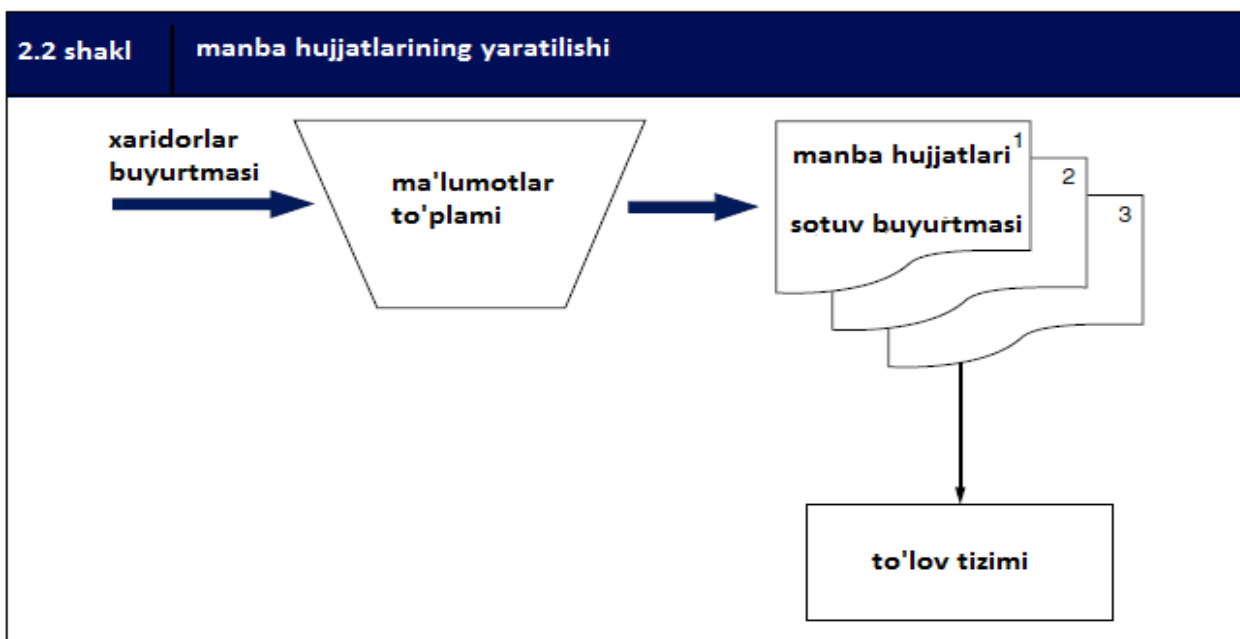 2.2 shakl
manba hujjatlarining yaratilishi
xaridorlar
buyurtmasi
ma'lumotlar
to'plami
manba hujjatlari
1
sotuv buyurtmasi
2
3
to'lov tizimi